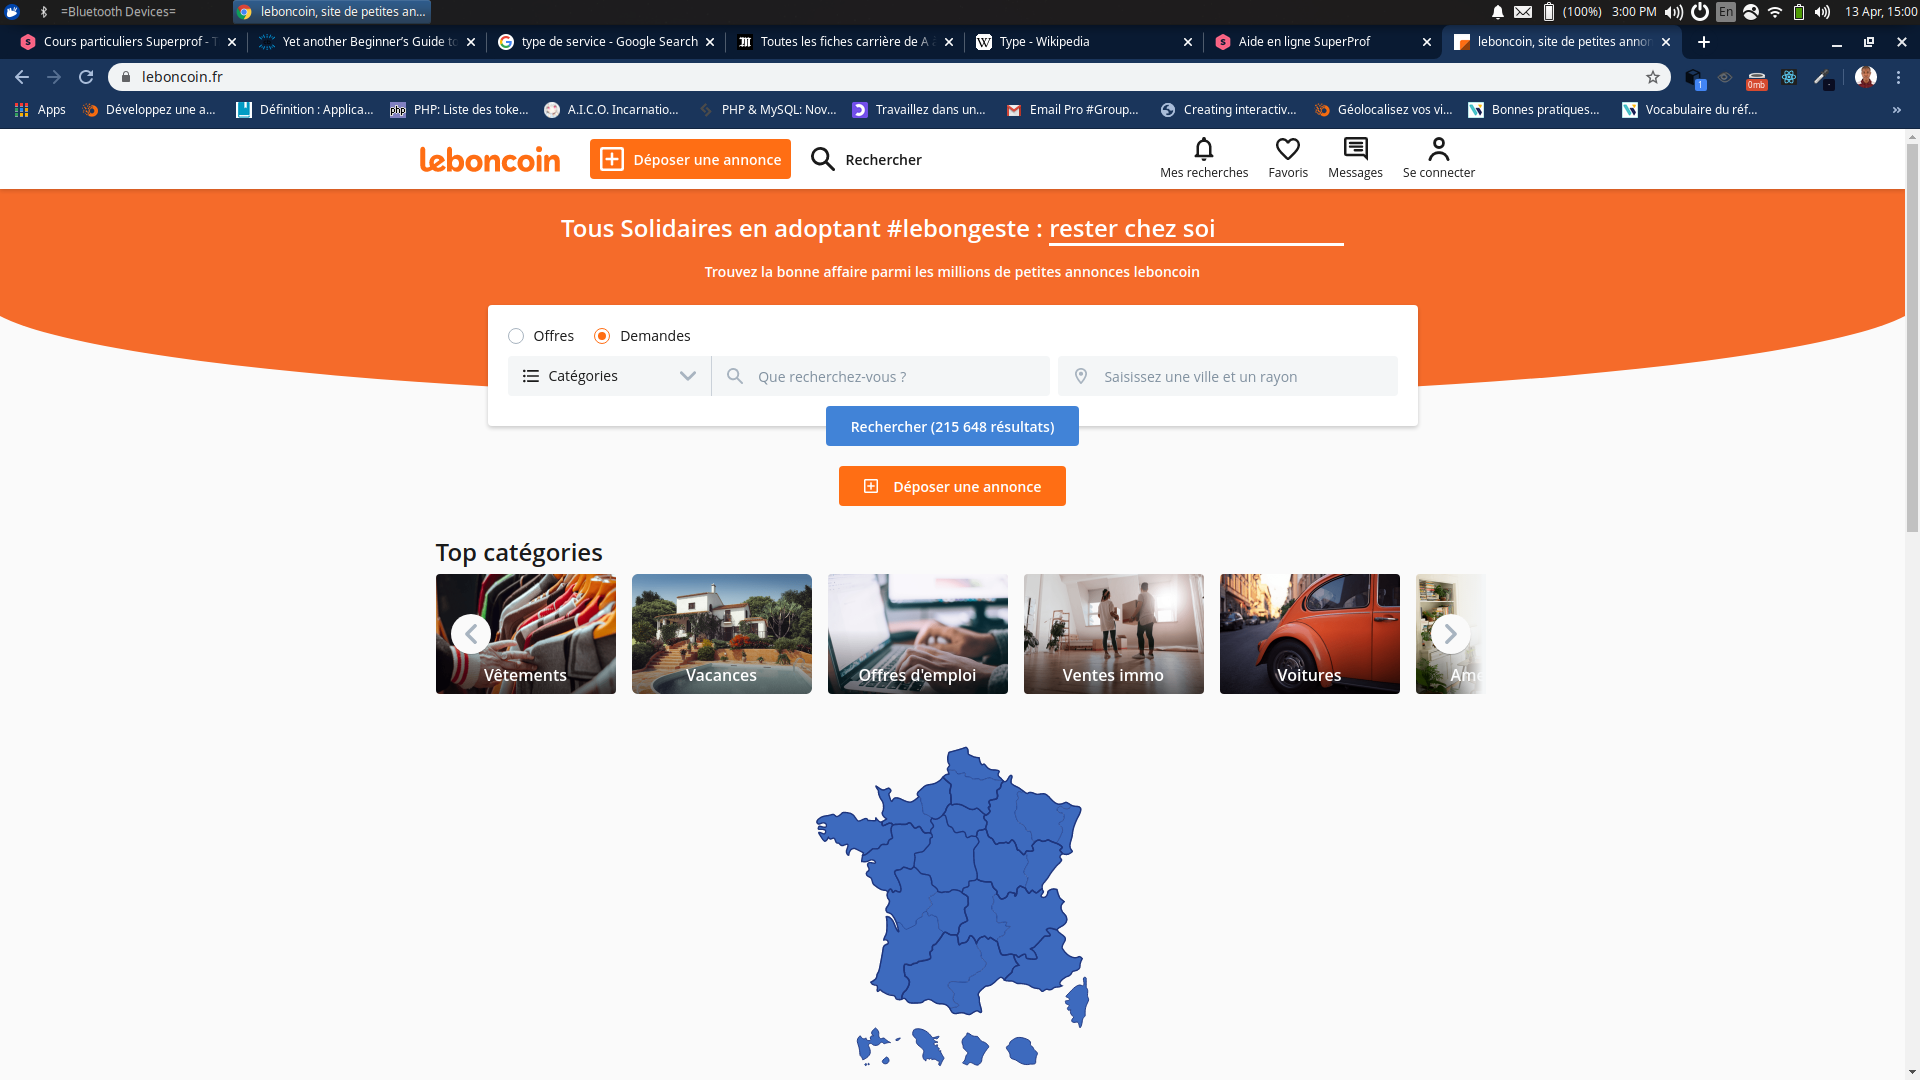 =Bluetooth Devices=
leboncoin, site de petites an...
(100%)
3:00 PM
En
13 Apr, 15:00
Cours particuliers Superprof - T
Yet another Beginner's Guide to
type de service - Google Search
Toutes les fiches carrière de A à
Type - Wikipedia
Aide en ligne SuperProf
leboncoin, site de petites annon
leboncoin.fr
1
0mb
Apps
Développez une a...
Définition : Applica...
php
PHP: Liste des toke...
A.I.C.O. Incarnatio...
PHP & MySQL: Nov...
Travaillez dans un...
Email Pro #Group...
Creating interactiv...
Géolocalisez vos vi...
Bonnes pratiques...
Vocabulaire du réf...
»
leboncoin
Déposer une annonce
Rechercher
Mes recherches
Favoris
Messages
Se connecter
Tous Solidaires en adoptant #lebongeste : rester chez soi
Trouvez la bonne affaire parmi les millions de petites annonces leboncoin
Offres
Demandes
Catégories
Que recherchez-vous ?
Saisissez une ville et un rayon
Rechercher (215 648 résultats)
Déposer une annonce
Top catégories
Vêtements
Vacances
Offres d'emploi
Ventes immo
Voitures
Ame